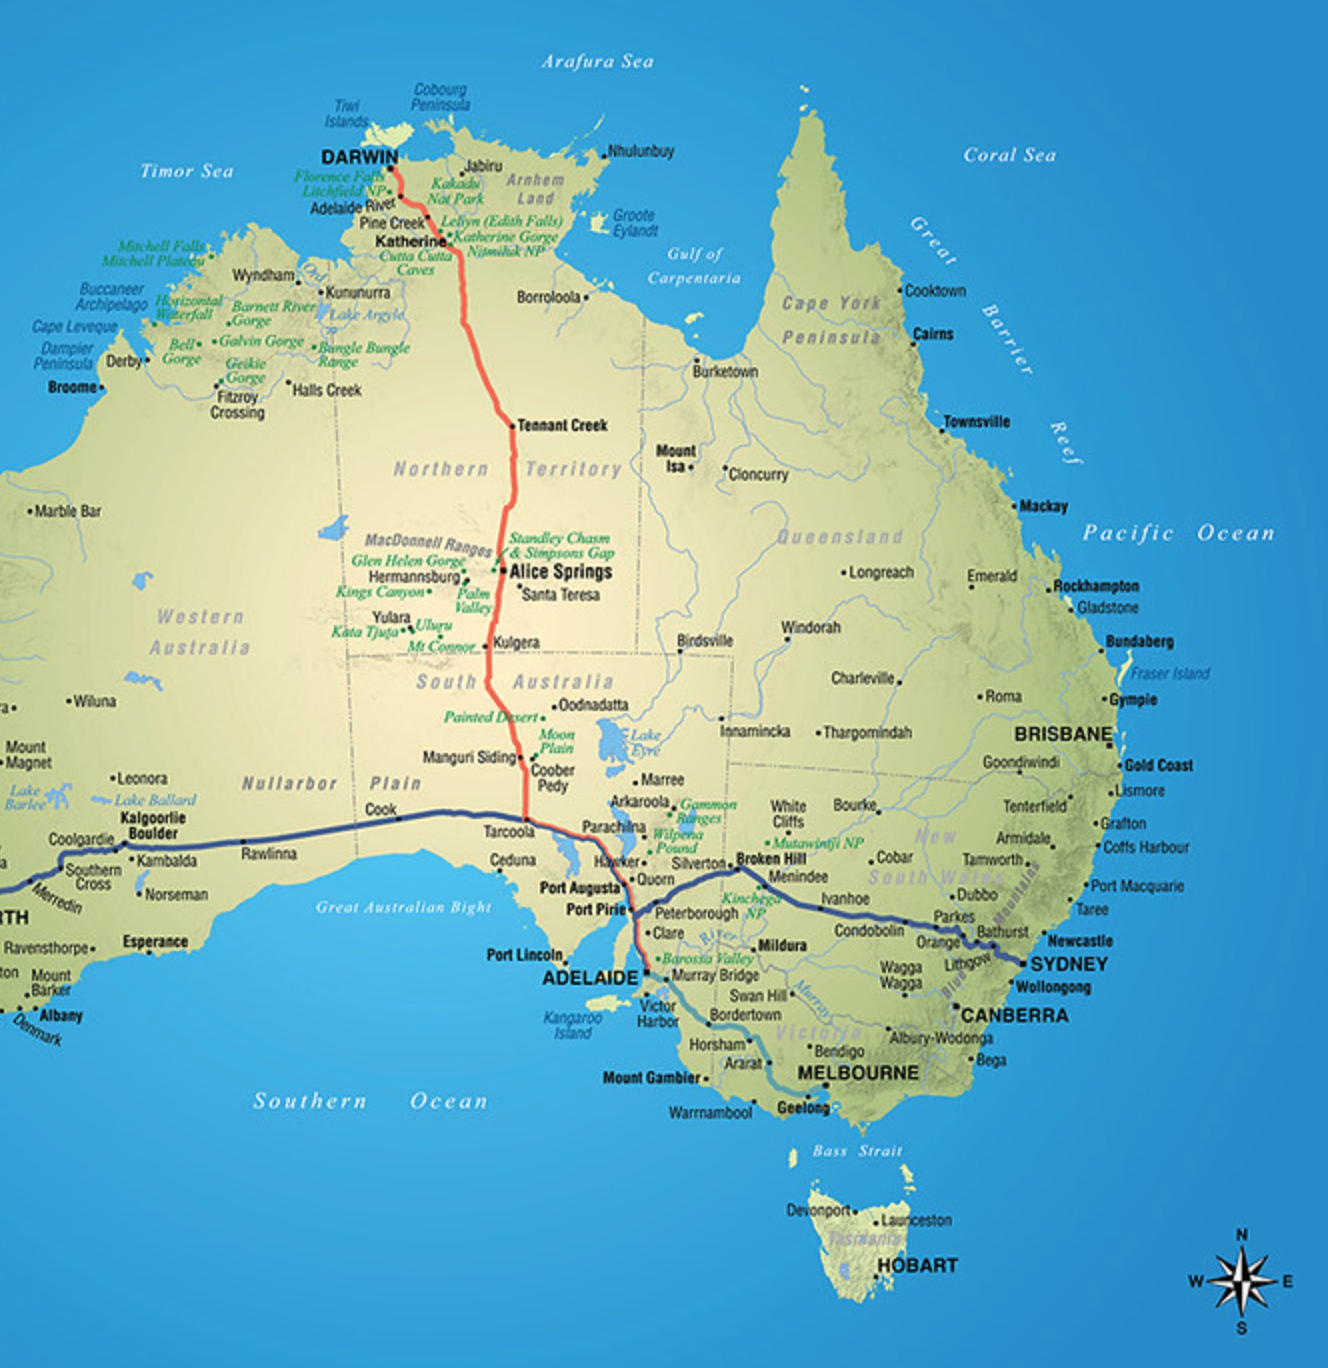 Arafura Sea
Cobourg
Peninsula
Tiwi
Islands
Timor Sea
Coral Sea
DARWIN
Nhulunbuy
Jabiru
Florence Falls
Litchfield NP
Kakadu
Nat Park
Arnhem
Land
Adelaide River
Pine Creek
Leliyn (Edith Falls)
Katherine
Katherine Gorge
Nitmiluk NP
Cutta Cutta
Caves
Groote
Eylandt
Gulf of
Carpentaria
Great
Barrier
Reef
Mitchell Falls
Mitchell Plateau
Wyndham
Ord
Kununurra
Lake Argyle
Buccaneer
Archipelago
Horizontal
Waterfall
Barnett River
Gorge
Cape Leveque
Dampier
Peninsula
Bell
Gorge
Galvin Gorge
Bungle Bungle
Range
Derby
Geikie
Gorge
Broome
Fitzroy
Crossing
Halls Creek
Borroloola
Cape York
Peninsula
Cooktown
Cairns
Burketown
Townsville
Tennant Creek
Mount
Isa
Cloncurry
Northern Territory
Mackay
Marble Bar
Pacific Ocean
Queensland
MacDonnell Ranges
Standley Chasm
& Simpsons Gap
Glen Helen Gorge
Hermannsburg
Alice Springs
Kings Canyon
Palm
Valley
Santa Teresa
Longreach
Emerald
Rockhampton
Gladstone
Western
Australia
Yulara
Kata Tjuta
Uluru
Mt Connor
Kulgera
Birdsville
Windorah
Bundaberg
Fraser Island
South Australia
Charleville
Roma
Gympie
Wiluna
ra
Oodnadatta
Painted Desert
Moon
Plain
Lake
Eyre
Innamincka
Thargomindah
BRISBANE
Mount
Magnet
Manguri Siding
Coober
Pedy
Goondiwindi
Gold Coast
Leonora
Nullarbor Plain
Marree
Lismore
Lake
Barlee
Lake Ballard
Cook
Arkaroola
Gammon
Ranges
White
Cliffs
Bourke
Tenterfield
Kalgoorlie
Boulder
Tarcoola
Parachilna
Grafton
Coolgardie
Rawlinna
Wilpena
Pound
Mutawintji NP
New
South Wales
Armidale
Coffs Harbour
Kambalda
Southern
Cross
Ceduna
Hawker
Silverton
Broken Hill
Cobar
Tamworth
Merredin
Norseman
Port Augusta
Quorn
Menindee
Kinchega
NP
Ivanhoe
Dubbo
Port Macquarie
RTH
Great Australian Bight
Port Pirie
Peterborough
Parkes
Taree
Clare
River
Condobolin
Orange
Bathurst
Newcastle
Ravensthorpe
Esperance
Port Lincoln
Barossa Valley
Mildura
Lithgow
SYDNEY
ton
Mount
Barker
ADELAIDE
Murray Bridge
Wagga
Wagga
Blue
Mountains
Wollongong
Swan Hill
Murray
Albany
Denmark
Kangaroo
Island
Victor
Harbor
Bordertown
CANBERRA
Victoria
Horsham
Albury-Wodonga
Bendigo
Ararat
Bega
Mount Gambier
MELBOURNE
Southern Ocean
Warrnambool
Geelong
Bass Strait
Devonport
Launceston
Tasmania
HOBART
N
W
E
S